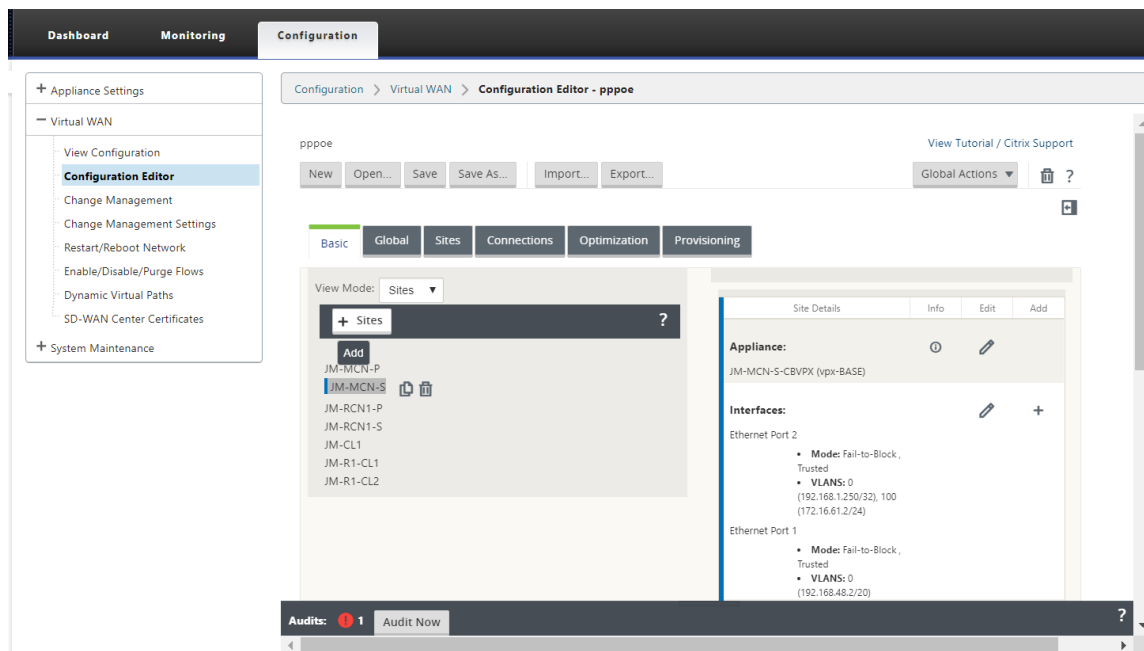 Dashboard Monitoring Configuration
+ Appliance Settings
− Virtual WAN
View Configuration
Configuration Editor
Change Management
Change Management Settings
Restart/Reboot Network
Enable/Disable/Purge Flows
Dynamic Virtual Paths
SD-WAN Center Certificates
+ System Maintenance
Configuration > Virtual WAN > Configuration Editor - pppoe
pppoe View Tutorial / Citrix Support
New Open... Save Save As... Import... Export... Global Actions ▼ ?
Basic Global Sites Connections Optimization Provisioning
View Mode: Sites ▼
+ Sites ?
Add
JM-MCN-P
JM-MCN-S
JM-RCN1-P
JM-RCN1-S
JM-CL1
JM-R1-CL1
JM-R1-CL2
Site Details Info Edit Add
Appliance:
JM-MCN-S-CBVPX (vpx-BASE)
Interfaces: +
Ethernet Port 2
• Mode: Fail-to-Block ,
Trusted
• VLANS: 0
(192.168.1.250/32), 100
(172.16.61.2/24)
Ethernet Port 1
• Mode: Fail-to-Block ,
Trusted
• VLANS: 0
(192.168.48.2/20)
Audits: ! 1 Audit Now ?